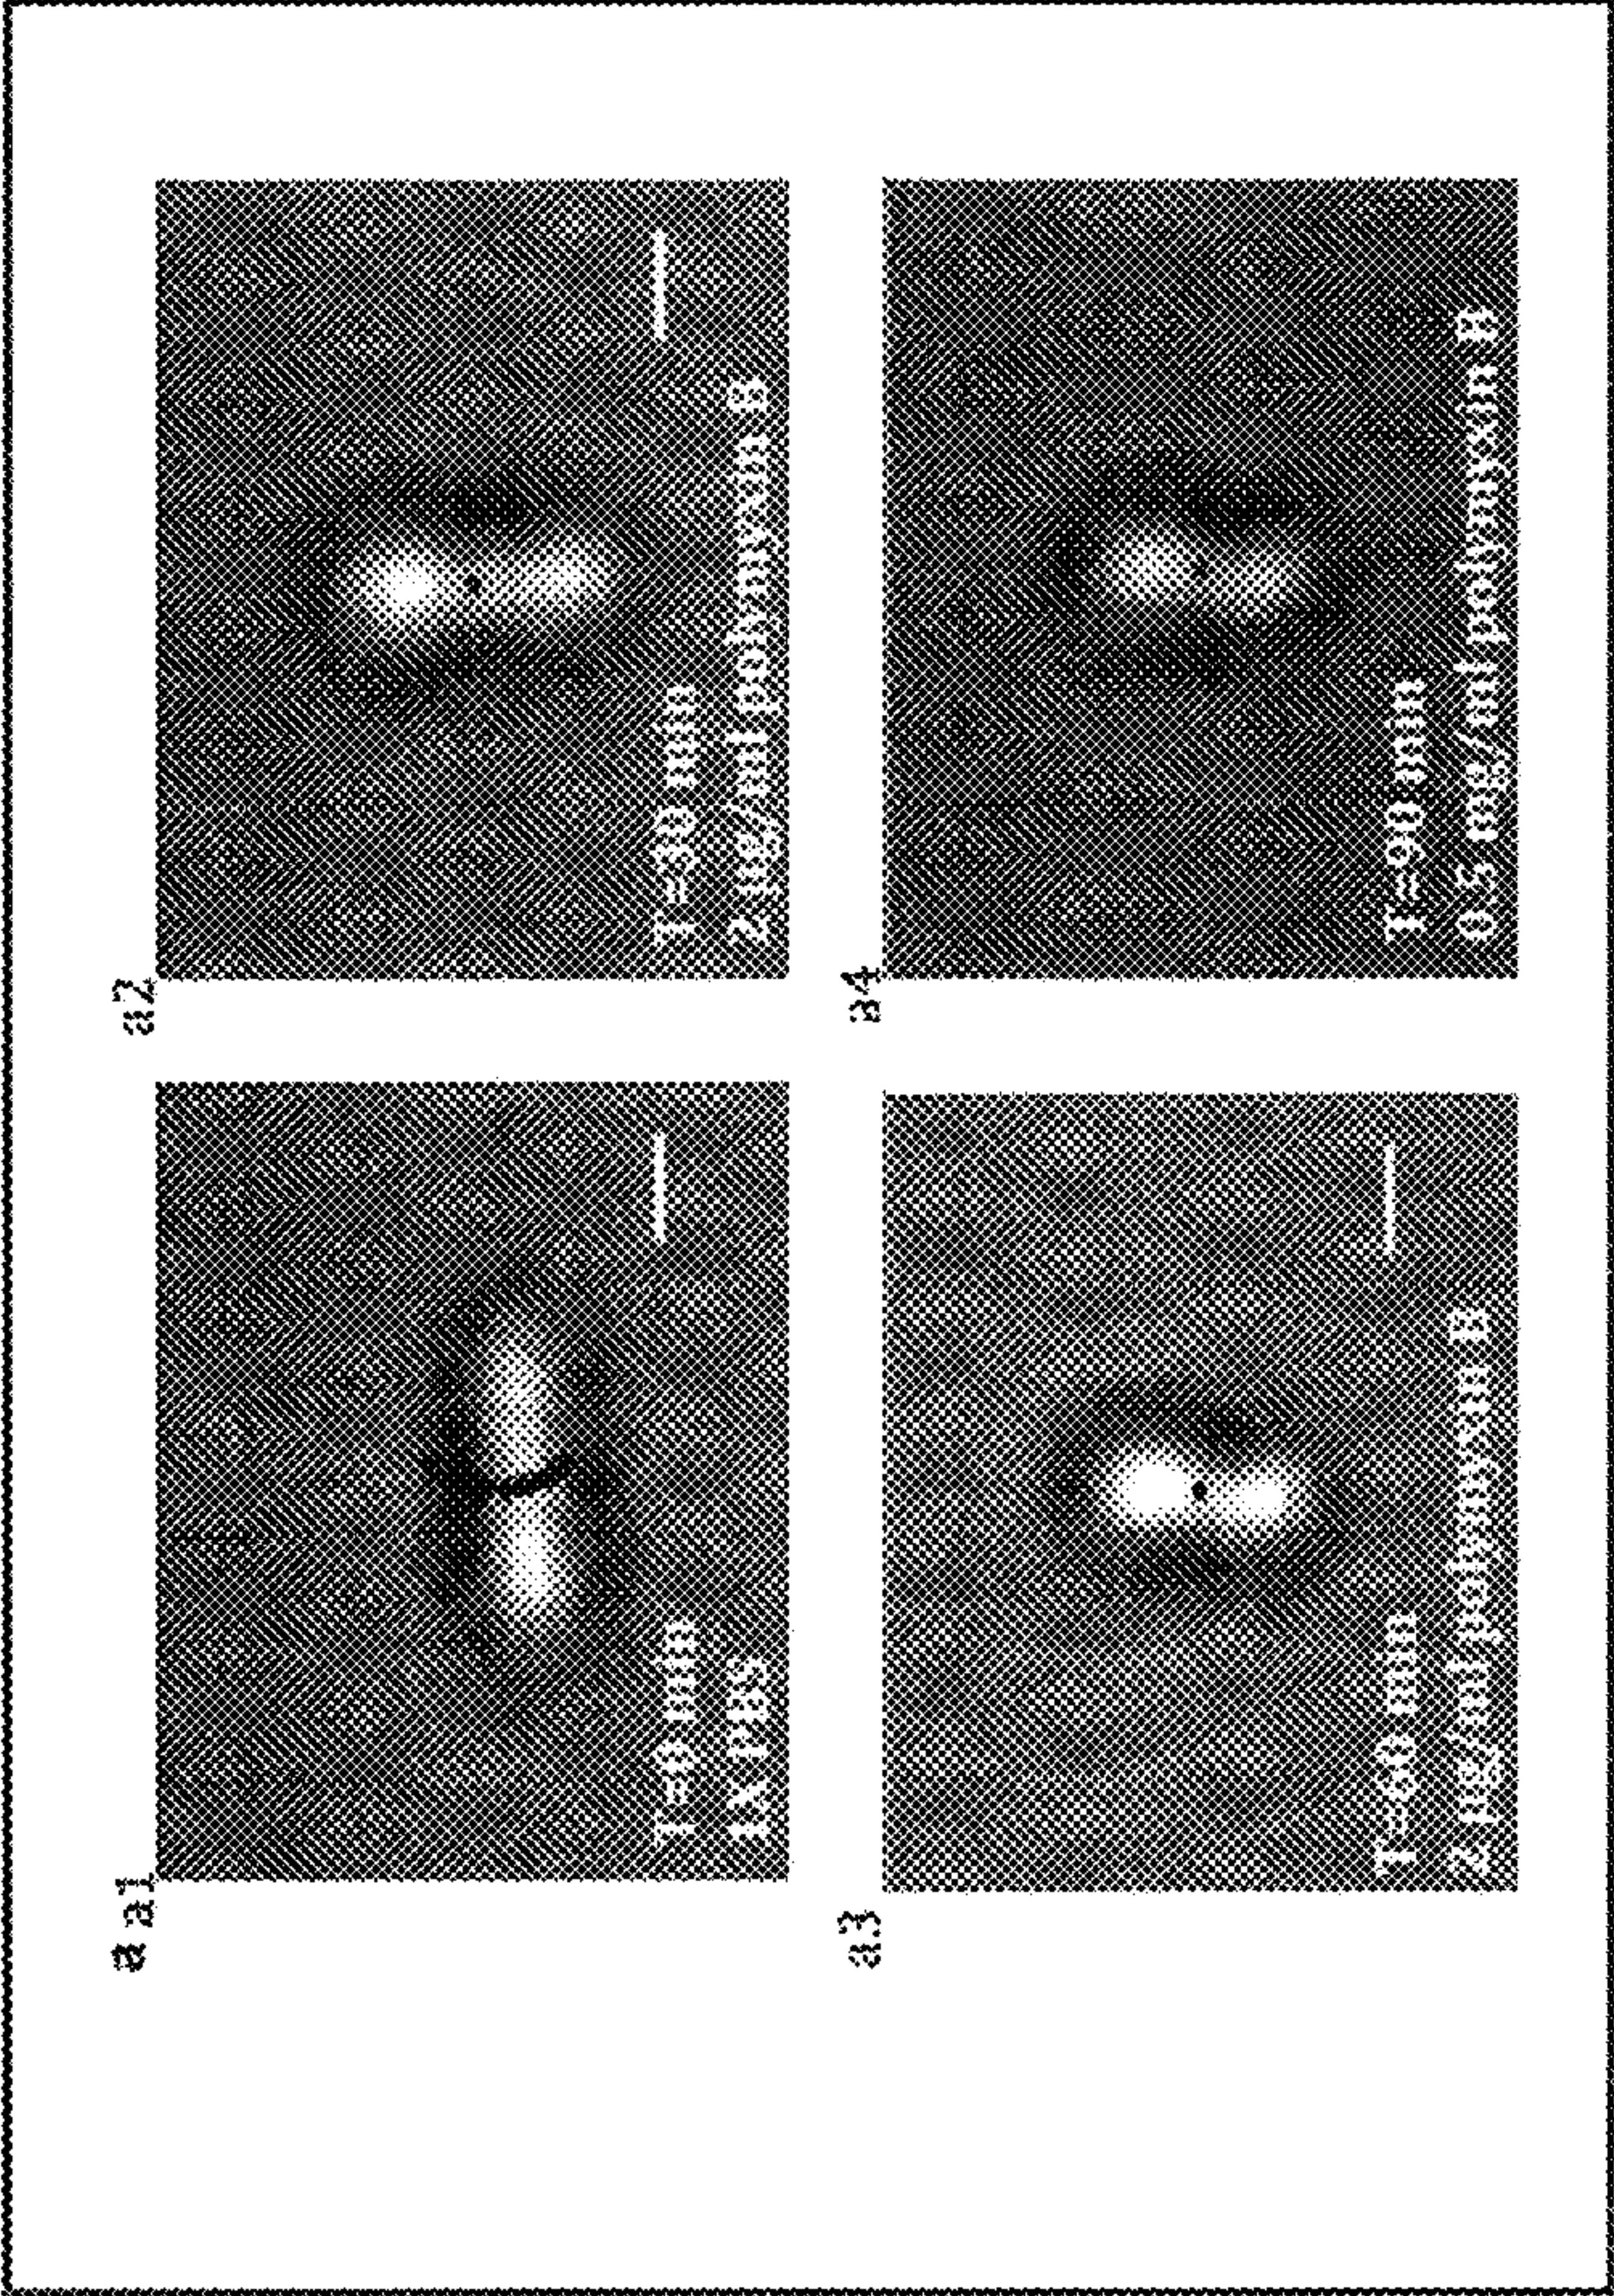 a a1
T=0 min
1X PBS
a2
T=30 min
2 µg/ml polymyxin B
a3
T=60 min
2 µg/ml polymyxin B
a4
T=90 min
0.5 mg/ml polymyxin B